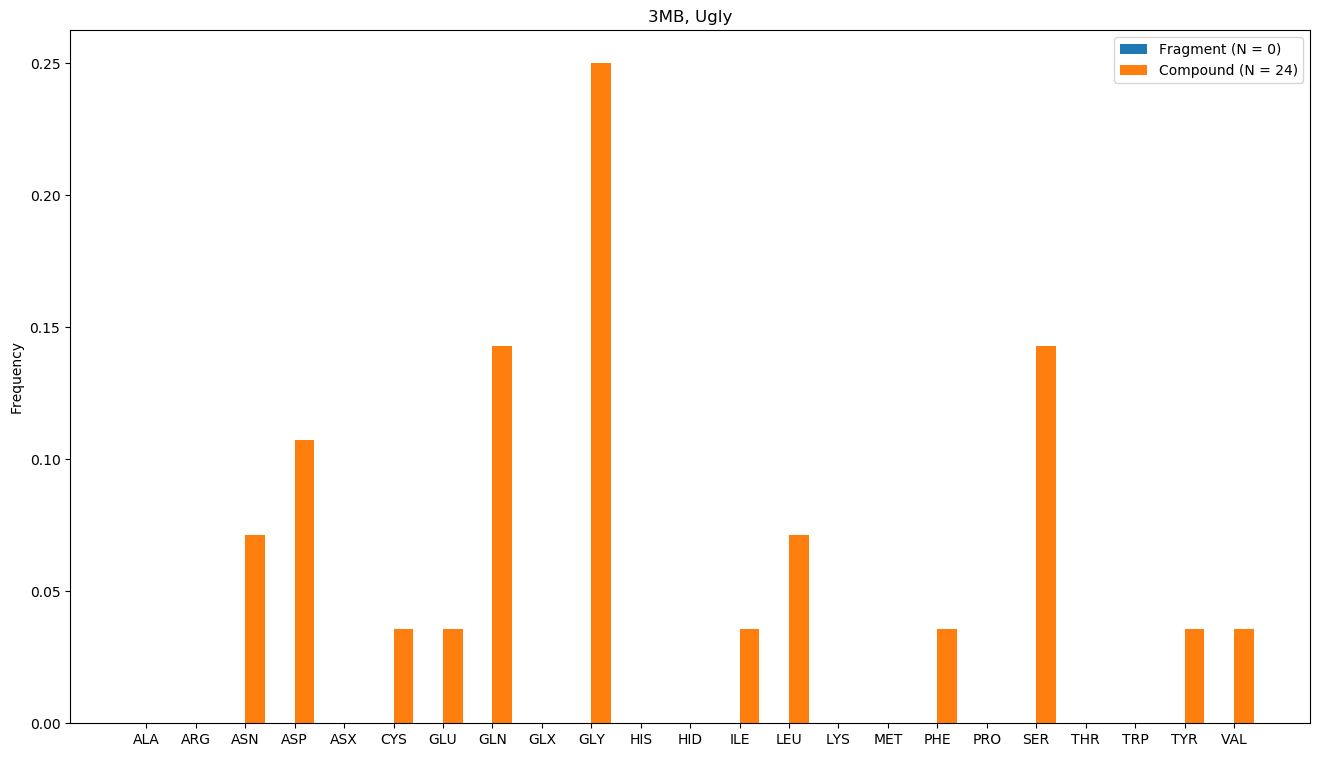 3MB, Ugly
Fragment (N = 0)
Compound (N = 24)
Frequency
0.25
0.20
0.15
0.10
0.05
0.00
ALA ARG ASN ASP ASX CYS GLU GLN GLX GLY HIS HID ILE LEU LYS MET PHE PRO SER THR TRP TYR VAL